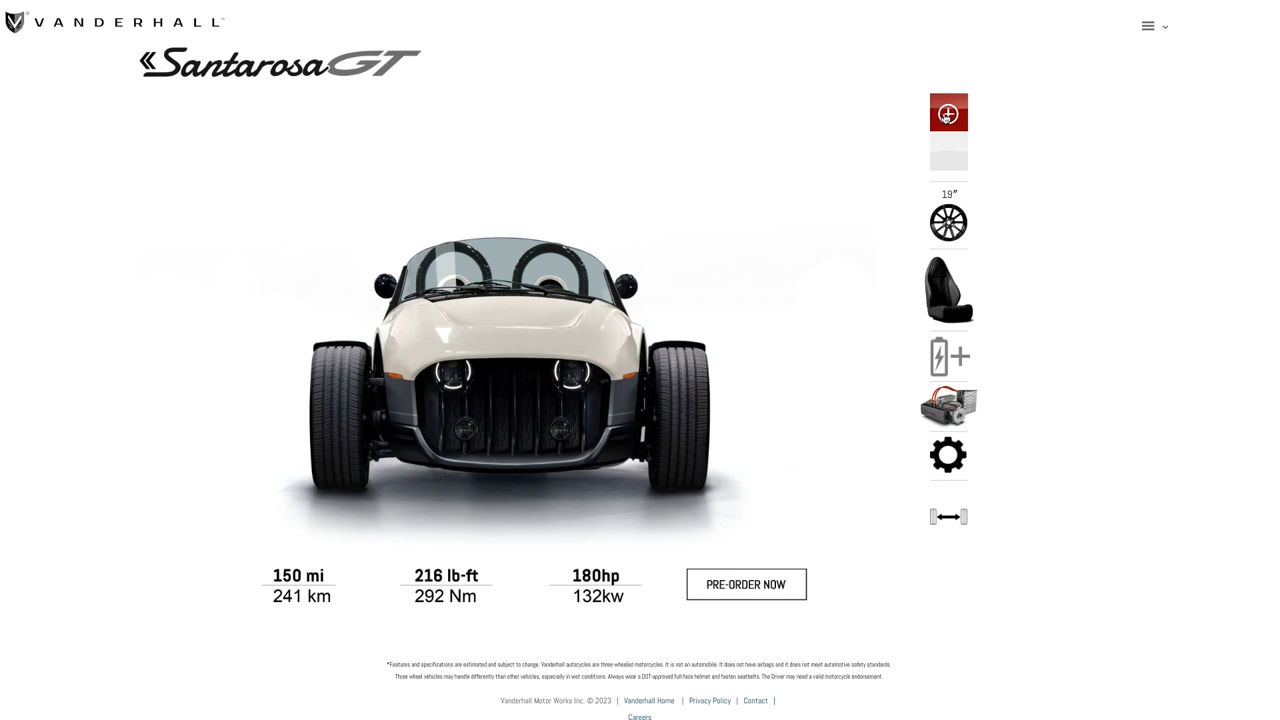 VANDERHALL
Santarosa GT
19"
150 mi
241 km
216 lb-ft
292 Nm
180hp
132kw
PRE-ORDER NOW
*Features and specifications are estimated and subject to change. Vanderhall autocycles are three-wheeled motorcycles. It is not an automobile. It does not have airbags and it does not meet automotive safety standards.
Three wheel vehicles may handle differently than other vehicles, especially in wet conditions. Always wear a DOT-approved full-face helmet and fasten seatbelts. The Driver may need a valid motorcycle endorsement.
Vanderhall Motor Works Inc. © 2023 | Vanderhall Home | Privacy Policy | Contact |
Careers